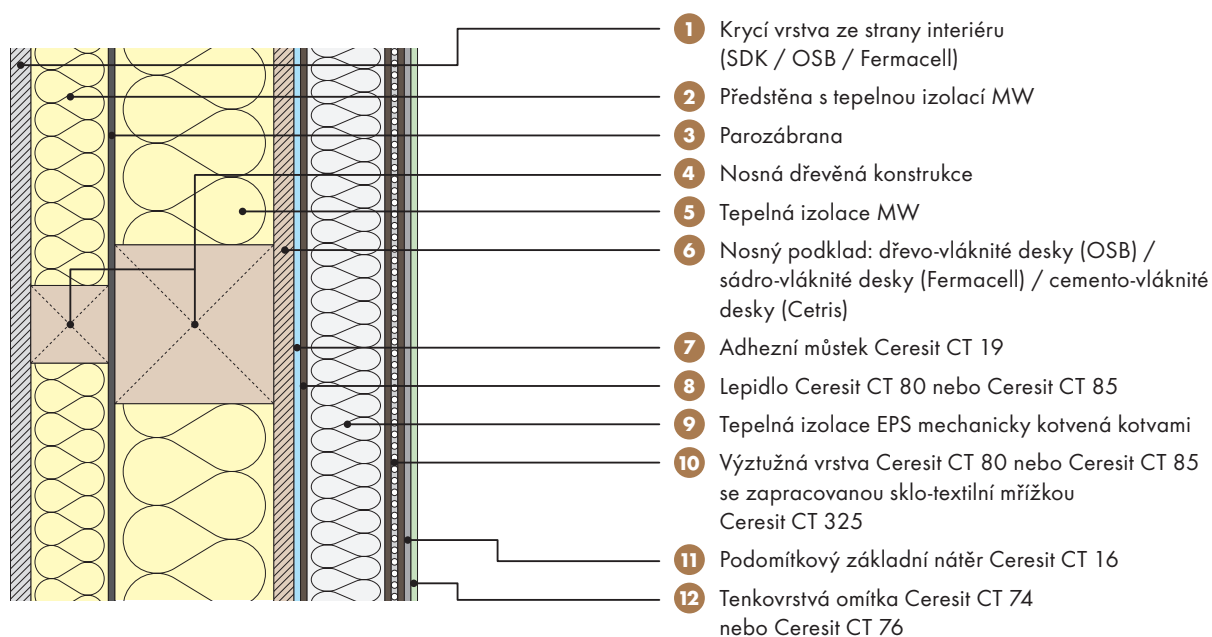 1 Krycí vrstva ze strany interiéru
(SDK / OSB / Fermacell)
2 Předstěna s tepelnou izolací MW
3 Parozábrana
4 Nosná dřevěná konstrukce
5 Tepelná izolace MW
6 Nosný podklad: dřevo-vláknité desky (OSB) /
sádro-vláknité desky (Fermacell) / cemento-vláknité
desky (Cetris)
7 Adhezní můstek Ceresit CT 19
8 Lepidlo Ceresit CT 80 nebo Ceresit CT 85
9 Tepelná izolace EPS mechanicky kotvená kotvami
10 Výztužná vrstva Ceresit CT 80 nebo Ceresit CT 85
se zapracovanou sklo-textilní mřížkou
Ceresit CT 325
11 Podomítkový základní nátěr Ceresit CT 16
12 Tenkovrstvá omítka Ceresit CT 74
nebo Ceresit CT 76